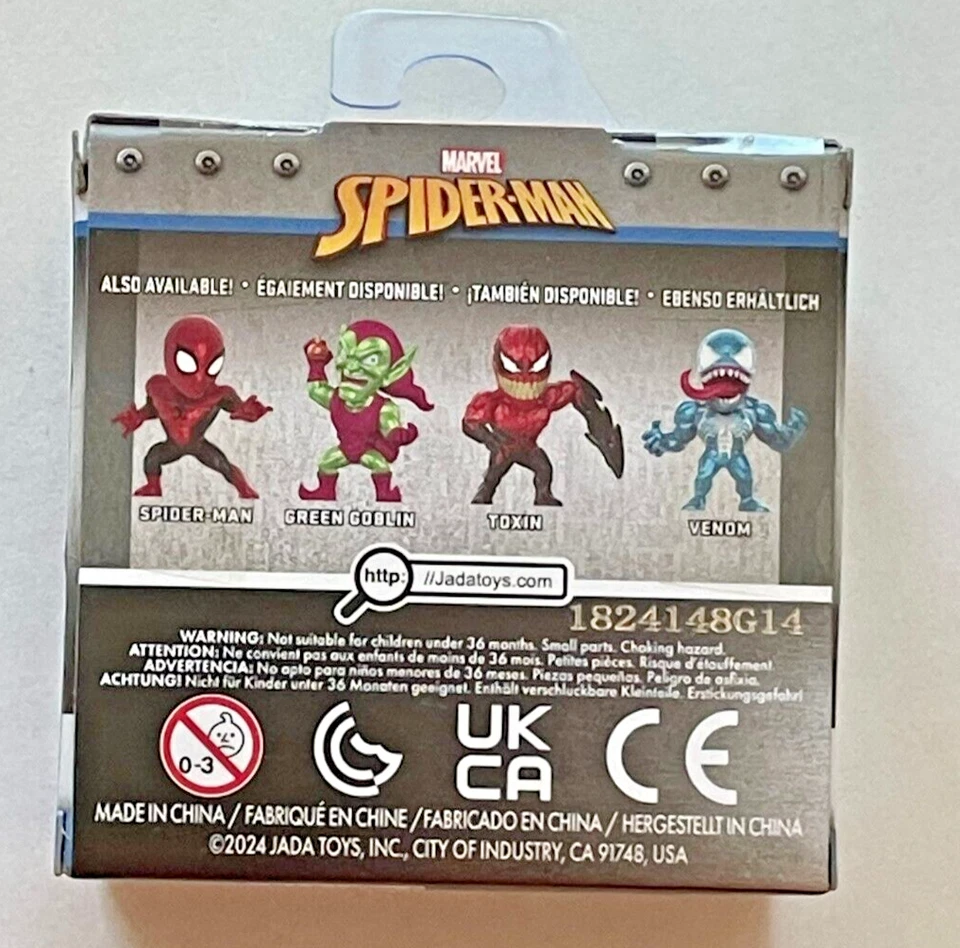 MARVEL
SPIDER-MAN
ALSO AVAILABLE! • ÉGALEMENT DISPONIBLE! • ¡TAMBIÉN DISPONIBLE! • EBENSO ERHÄLTLICH
SPIDER-MAN GREEN GOBLIN TOXIN VENOM
http: //Jadatoys.com
1824148G14
WARNING: Not suitable for children under 36 months. Small parts. Choking hazard.
ATTENTION: Ne convient pas aux enfants de moins de 36 mois. Petites pièces. Risque d'étouffement.
ADVERTENCIA: No apto para niños menores de 36 meses. Piezas pequeñas. Peligro de asfixia.
ACHTUNG! Nicht für Kinder unter 36 Monaten geeignet. Enthält verschluckbare Kleinteile. Erstickungsgefahr!
0-3
UK
CA
CE
MADE IN CHINA / FABRIQUÉ EN CHINE / FABRICADO EN CHINA / HERGESTELLT IN CHINA
©2024 JADA TOYS, INC., CITY OF INDUSTRY, CA 91748, USA